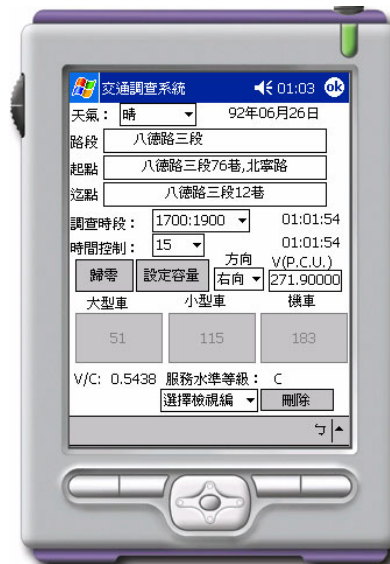 交通調查系統 01:03 ok
天氣： 晴 92年06月26日
路段 八德路三段
起點 八德路三段76巷,北寧路
迄點 八德路三段12巷
調查時段： 1700:1900 01:01:54
時間控制： 15 01:01:54
方向 V(P.C.U.)
歸零 設定容量 右向 271.90000
大型車 小型車 機車
51 115 183
V/C: 0.5438 服務水準等級： C
選擇檢視編 刪除
ㄅ